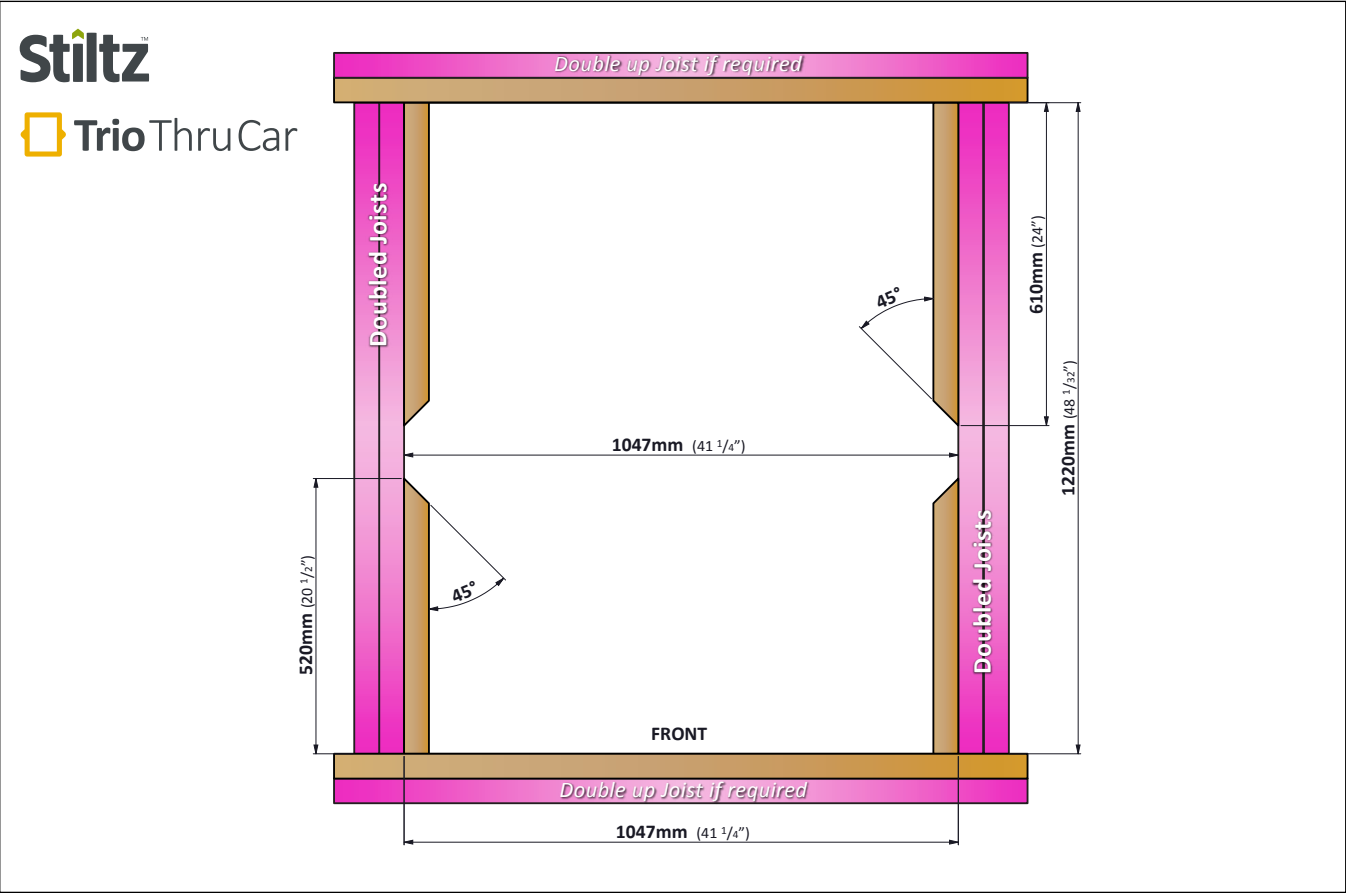 Stiltz™
Trio ThruCar
Double up Joist if required
Doubled Joists
45°
610mm (24”)
1220mm (48 1/32”)
1047mm (41 1/4”)
520mm (20 1/2”)
45°
Doubled Joists
FRONT
Double up Joist if required
1047mm (41 1/4”)